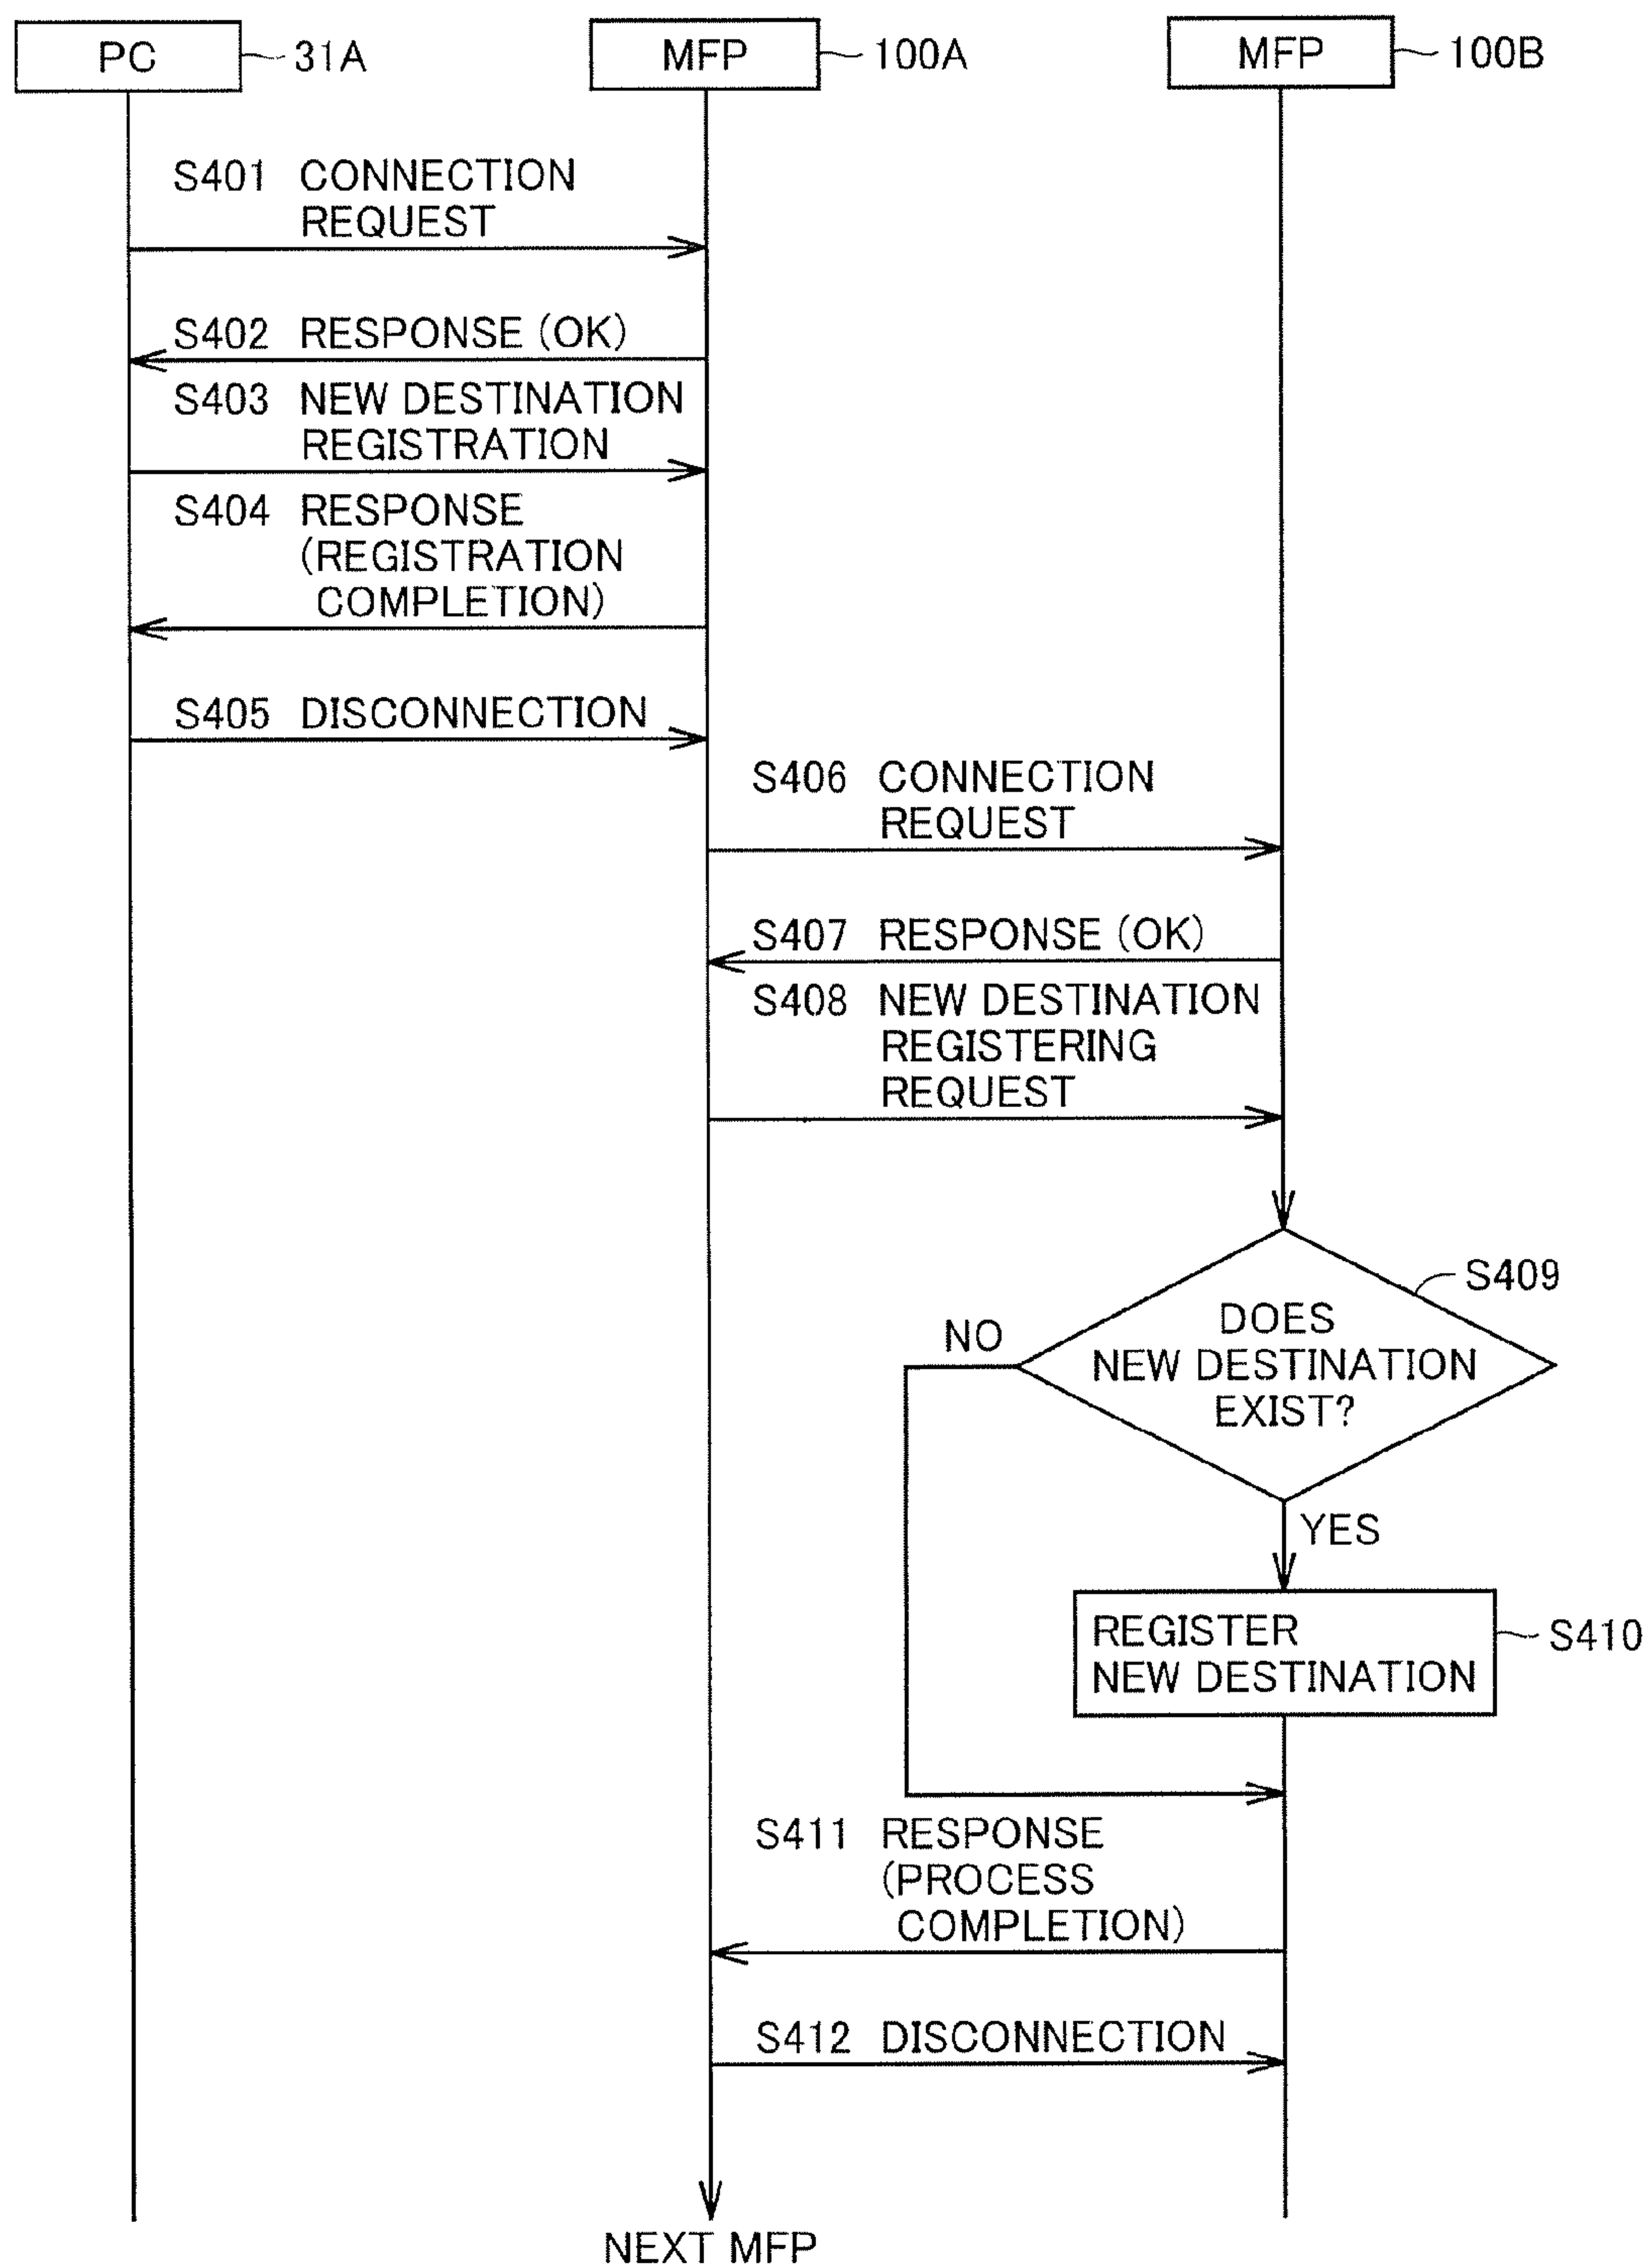 PC 31A
MFP 100A
MFP 100B
S401 CONNECTION
REQUEST
S402 RESPONSE (OK)
S403 NEW DESTINATION
REGISTRATION
S404 RESPONSE
(REGISTRATION
COMPLETION)
S405 DISCONNECTION
S406 CONNECTION
REQUEST
S407 RESPONSE (OK)
S408 NEW DESTINATION
REGISTERING
REQUEST
S409
DOES
NEW DESTINATION
EXIST?
NO
YES
REGISTER
NEW DESTINATION
S410
S411 RESPONSE
(PROCESS
COMPLETION)
S412 DISCONNECTION
NEXT MFP